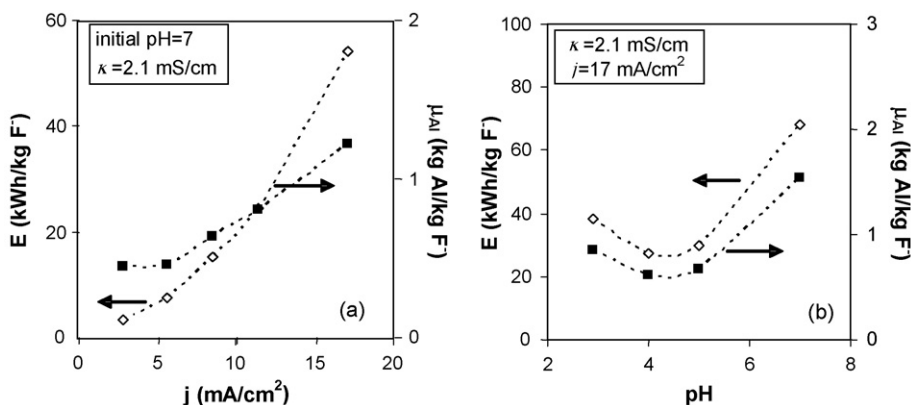 60
40
20
0
E (kWh/kg F⁻)
initial pH=7
κ=2.1 mS/cm
(a)
0
5
10
15
20
j (mA/cm²)
2
1
0
μAl (kg Al/kg F⁻)
100
80
60
40
20
0
E (kWh/kg F⁻)
κ=2.1 mS/cm
j=17 mA/cm²
(b)
2
4
6
8
pH
3
2
1
0
μAl (kg Al/kg F⁻)